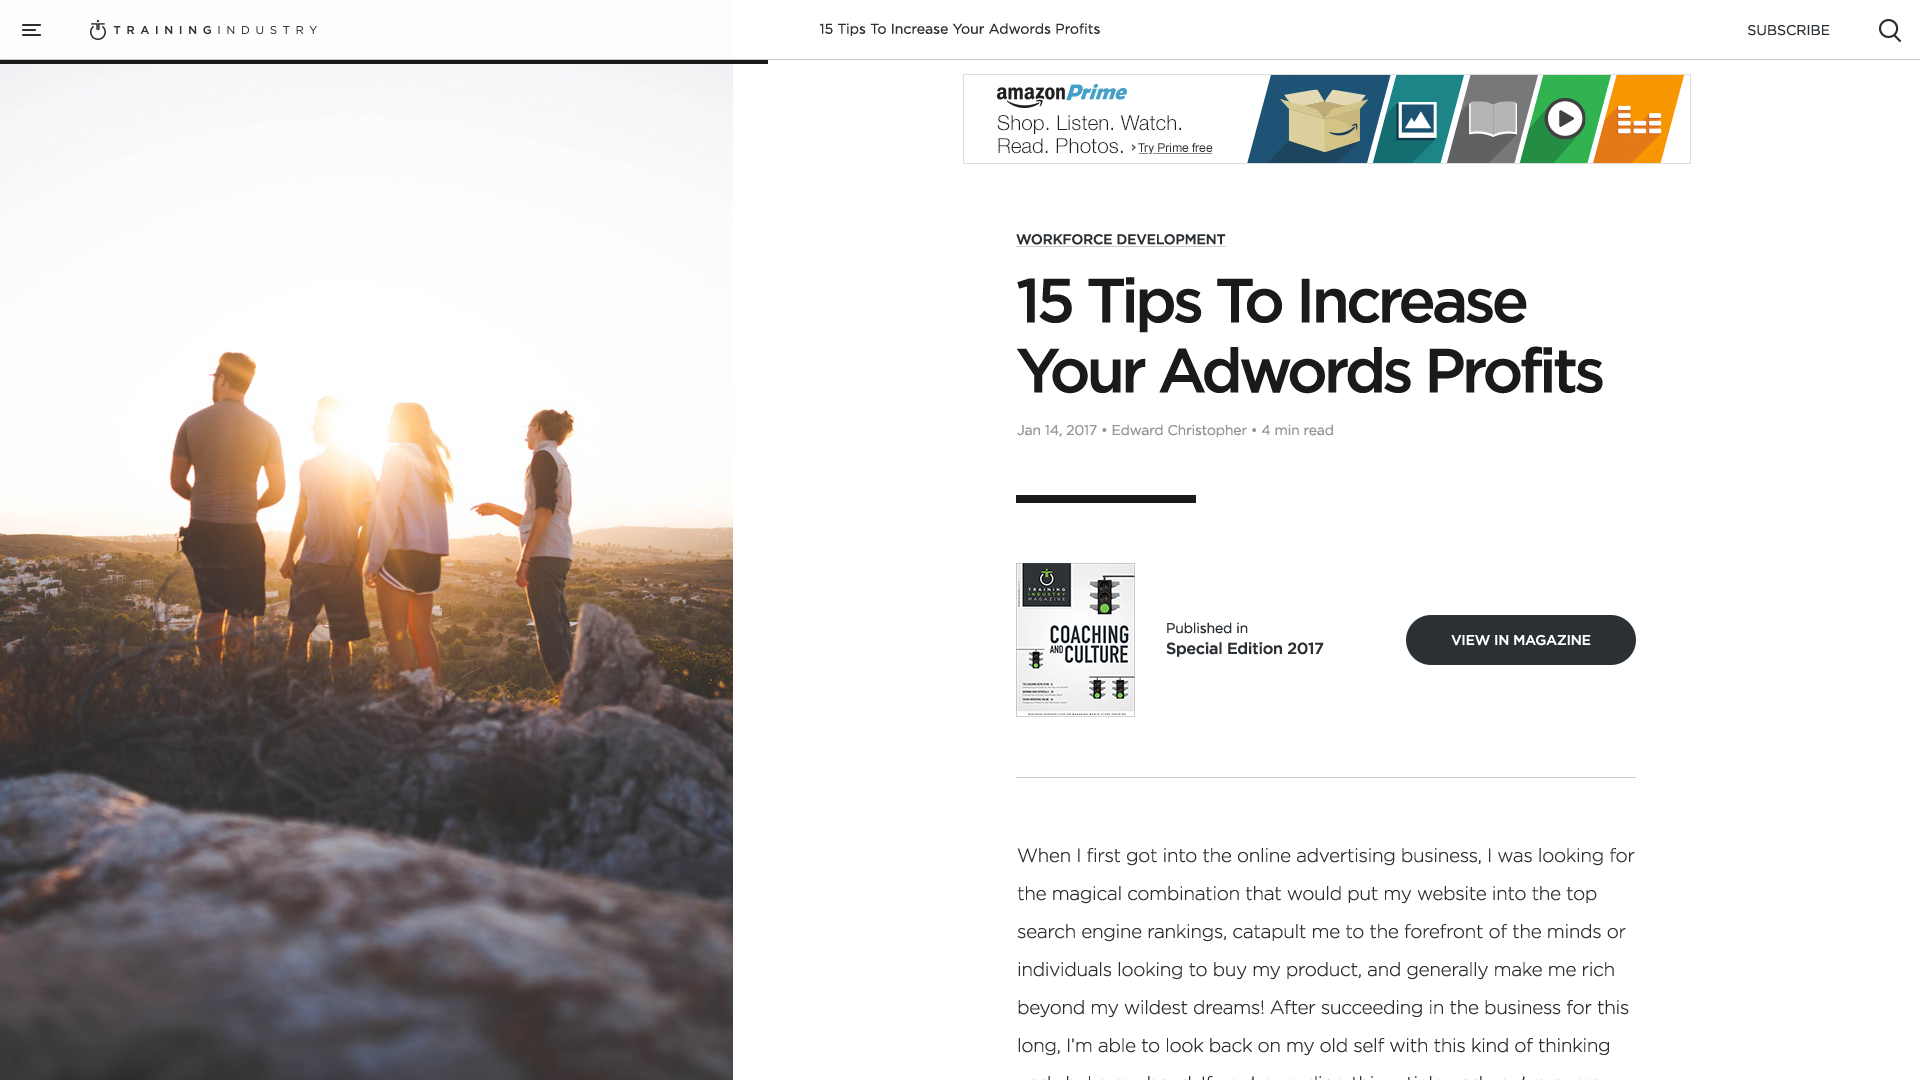 TRAININGINDUSTRY
15 Tips To Increase Your Adwords Profits
SUBSCRIBE
amazonPrime
Shop. Listen. Watch.
Read. Photos. >Try Prime free
WORKFORCE DEVELOPMENT
15 Tips To Increase
Your Adwords Profits
Jan 14, 2017 • Edward Christopher • 4 min read
TRAINING
INDUSTRY
MAGAZINE
COACHING
AND CULTURE
Published in
Special Edition 2017
VIEW IN MAGAZINE
When I first got into the online advertising business, I was looking for
the magical combination that would put my website into the top
search engine rankings, catapult me to the forefront of the minds or
individuals looking to buy my product, and generally make me rich
beyond my wildest dreams! After succeeding in the business for this
long, I'm able to look back on my old self with this kind of thinking